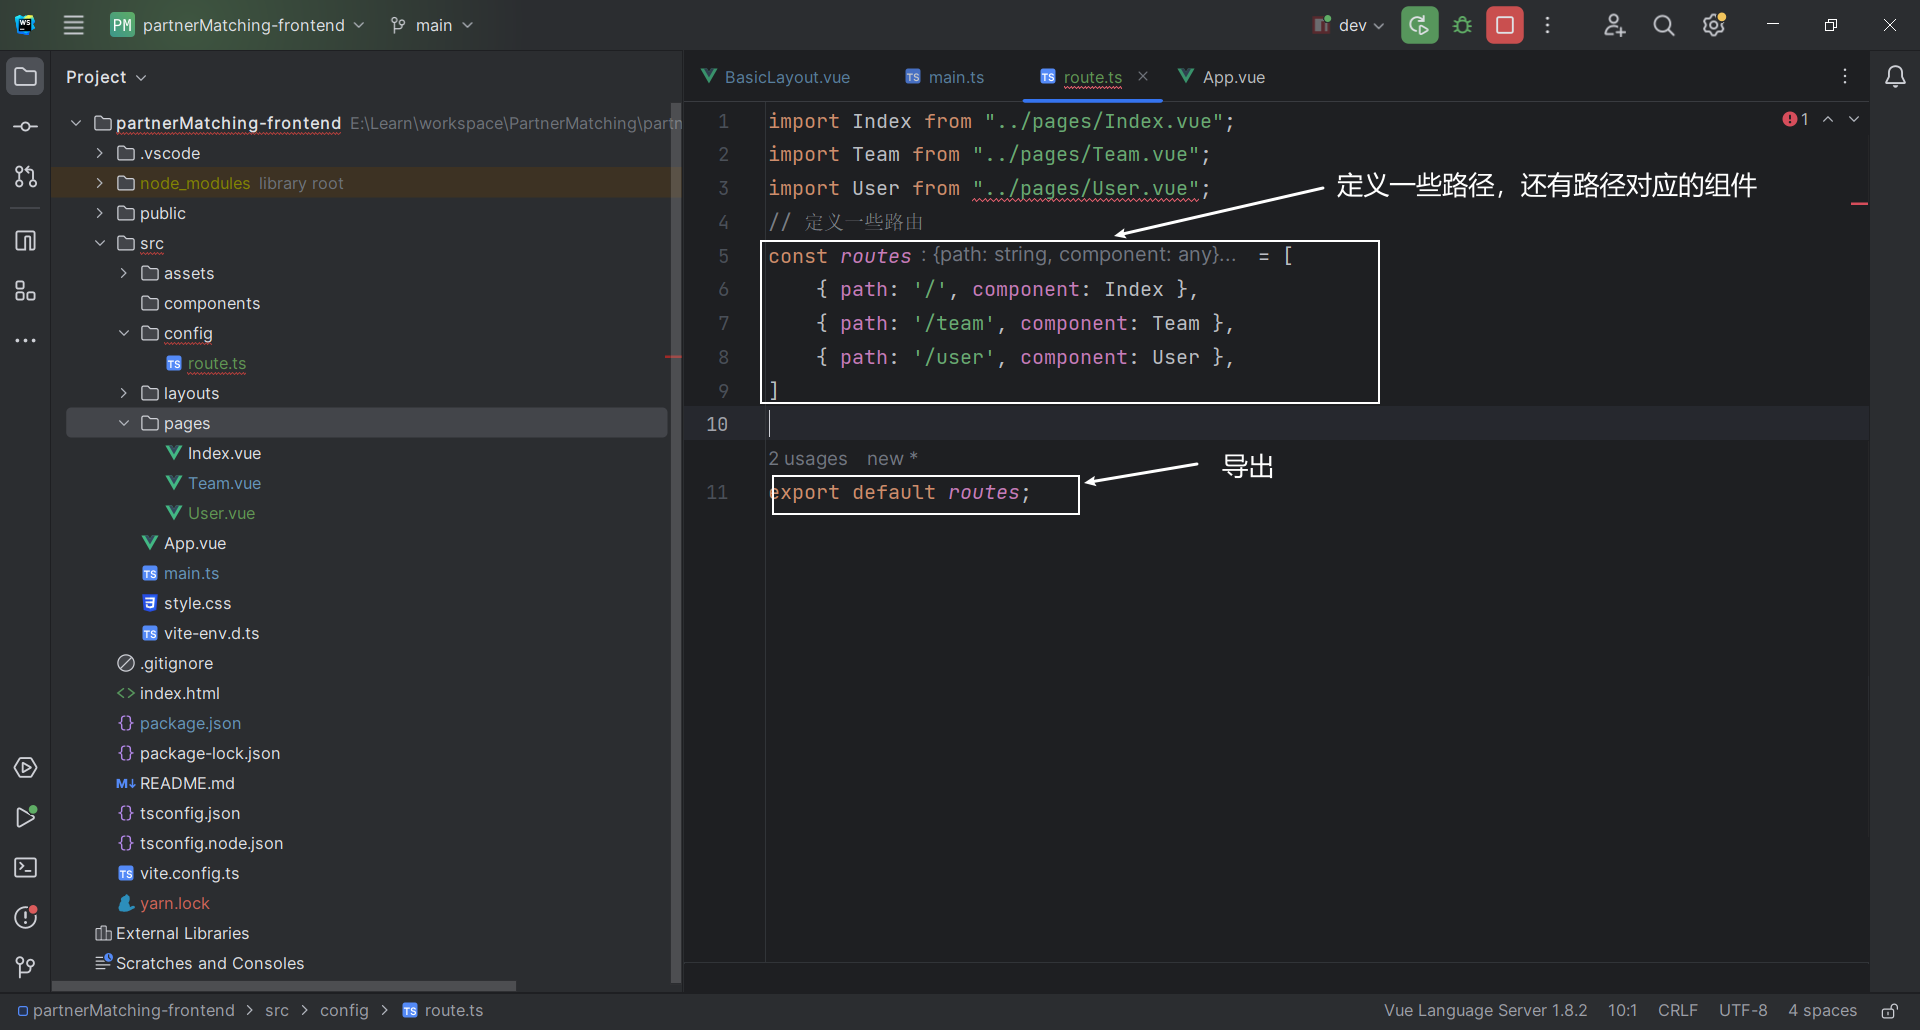 PM partnerMatching-frontend main dev
Project
BasicLayout.vue main.ts route.ts App.vue
partnerMatching-frontend E:\Learn\workspace\PartnerMatching\partn
.vscode
node_modules library root
public
src
assets
components
config
route.ts
layouts
pages
Index.vue
Team.vue
User.vue
App.vue
main.ts
style.css
vite-env.d.ts
.gitignore
index.html
package.json
package-lock.json
README.md
tsconfig.json
tsconfig.node.json
vite.config.ts
yarn.lock
External Libraries
Scratches and Consoles
1 import Index from "../pages/Index.vue";
1
2 import Team from "../pages/Team.vue";
3 import User from "../pages/User.vue";
定义一些路径，还有路径对应的组件
4 // 定义一些路由
5 const routes : {path: string, component: any}... = [
6 { path: '/', component: Index },
7 { path: '/team', component: Team },
8 { path: '/user', component: User },
9 ]
10
2 usages new *
导出
11 export default routes;
partnerMatching-frontend > src > config > route.ts
Vue Language Server 1.8.2 10:1 CRLF UTF-8 4 spaces